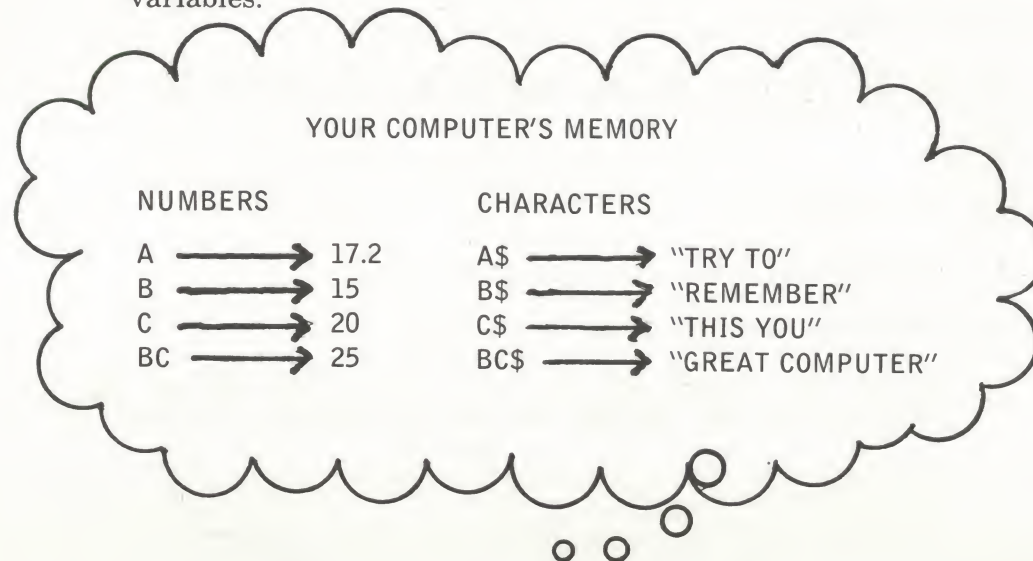 variables.
YOUR COMPUTER'S MEMORY
NUMBERS
A 17.2
B 15
C 20
BC 25
CHARACTERS
A$ "TRY TO"
B$ "REMEMBER"
C$ "THIS YOU"
BC$ "GREAT COMPUTER"